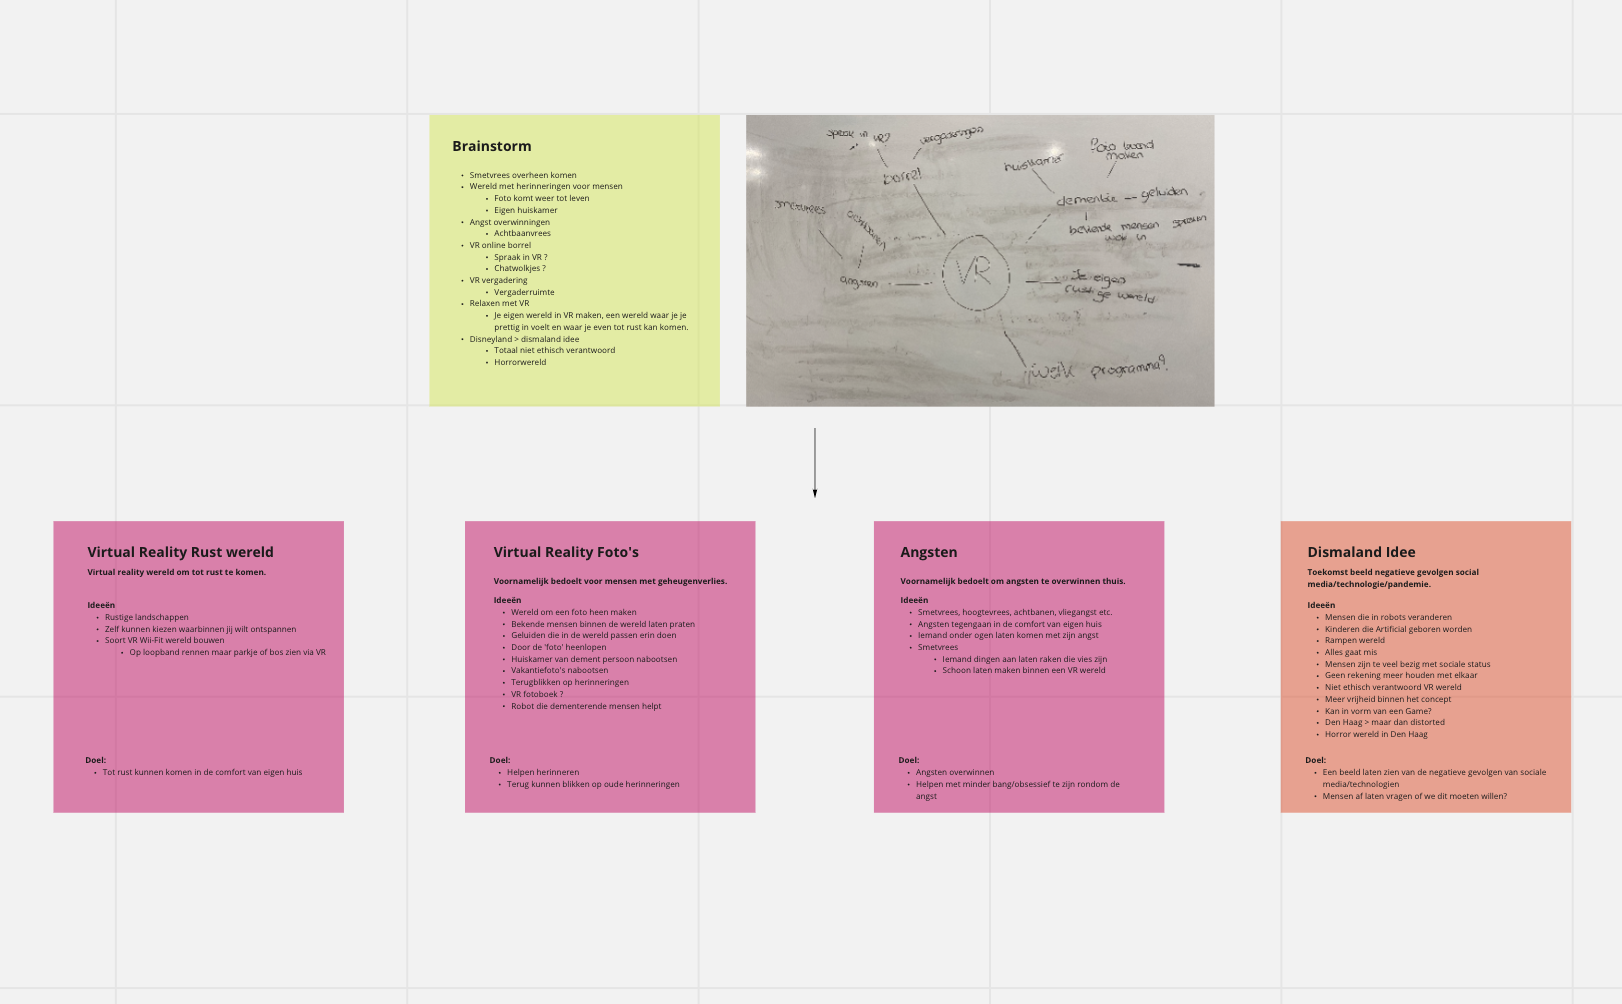 Brainstorm
Smetvrees overheen komen
Wereld met herinneringen voor mensen
Foto komt weer tot leven
Eigen huiskamer
Angst overwinningen
Achtbaanvrees
VR online borrel
Spraak in VR ?
Chatwolkjes ?
VR vergadering
Vergaderruimte
Relaxen met VR
Je eigen wereld in VR maken, een wereld waar je je
prettig in voelt en waar je even tot rust kan komen.
Disneyland > dismaland idee
Totaal niet ethisch verantwoord
Horrorwereld
spraak in VR?
vergaderingen
borrel
huiskamer
Foto wand
maken
dementie
geluiden
bekende mensen
smetvrees
angsten
VR
Je eigen
rustige wereld
programma?
Virtual Reality Rust wereld
Virtual reality wereld om tot rust te komen.
Ideeën
Rustige landschappen
Zelf kunnen kiezen waarbinnen jij wilt ontspannen
Soort VR Wii-Fit wereld bouwen
Op loopband rennen maar parkje of bos zien via VR
Doel:
Tot rust kunnen komen in de comfort van eigen huis
Virtual Reality Foto's
Voornamelijk bedoelt voor mensen met geheugenverlies.
Ideeën
Wereld om een foto heen maken
Bekende mensen binnen de wereld laten praten
Geluiden die in de wereld passen erin doen
Door de 'foto' heenlopen
Huiskamer van dement persoon nabootsen
Vakantiefoto's nabootsen
Terugblikken op herinneringen
VR fotoboek ?
Robot die dementerende mensen helpt
Doel:
Helpen herinneren
Terug kunnen blikken op oude herinneringen
Angsten
Voornamelijk bedoelt om angsten te overwinnen thuis.
Ideeën
Smetvrees, hoogtevrees, achtbanen, vliegangst etc.
Angsten tegengaan in de comfort van eigen huis
Iemand onder ogen laten komen met zijn angst
Smetvrees
Iemand dingen aan laten raken die vies zijn
Schoon laten maken binnen een VR wereld
Doel:
Angsten overwinnen
Helpen met minder bang/obsessief te zijn rondom de
angst
Dismaland Idee
Toekomst beeld negatieve gevolgen social
media/technologie/pandemie.
Ideeën
Mensen die in robots veranderen
Kinderen die Artificial geboren worden
Rampen wereld
Alles gaat mis
Mensen zijn te veel bezig met sociale status
Geen rekening meer houden met elkaar
Niet ethisch verantwoord VR wereld
Meer vrijheid binnen het concept
Kan in vorm van een Game?
Den Haag > maar dan distorted
Horror wereld in Den Haag
Doel:
Een beeld laten zien van de negatieve gevolgen van sociale
media/technologien
Mensen af laten vragen of we dit moeten willen?